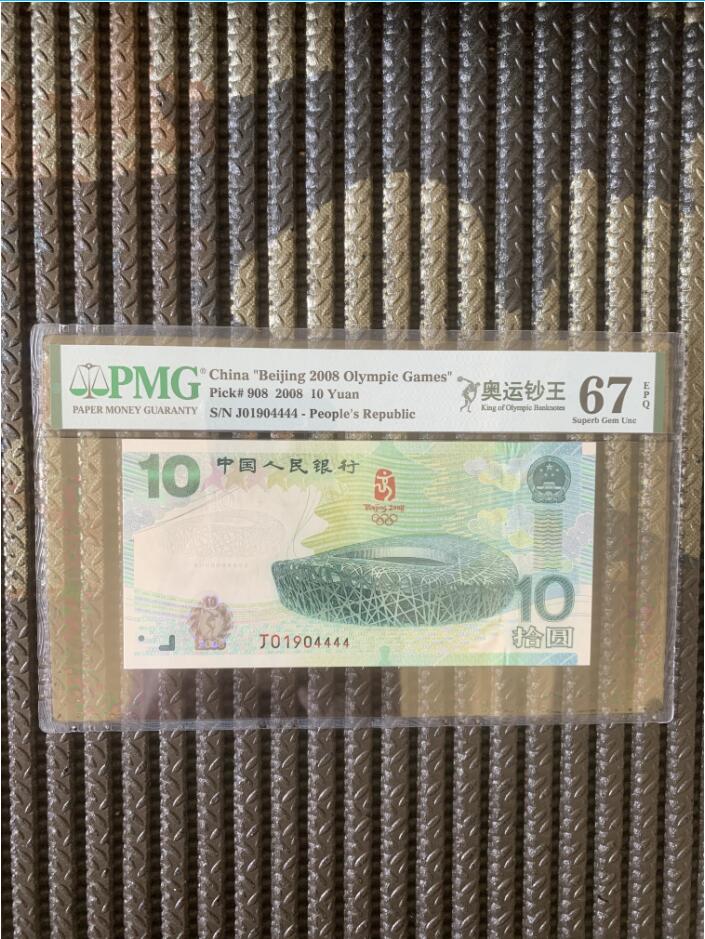 PMG®
PAPER MONEY GUARANTY
China "Beijing 2008 Olympic Games"
Pick# 908 2008 10 Yuan
S/N J01904444 - People's Republic
奥运钞王
King of Olympic Banknotes
67
EPQ
Superb Gem Unc
10
中国人民银行
Beijing 2008
10
拾圆
10
J01904444